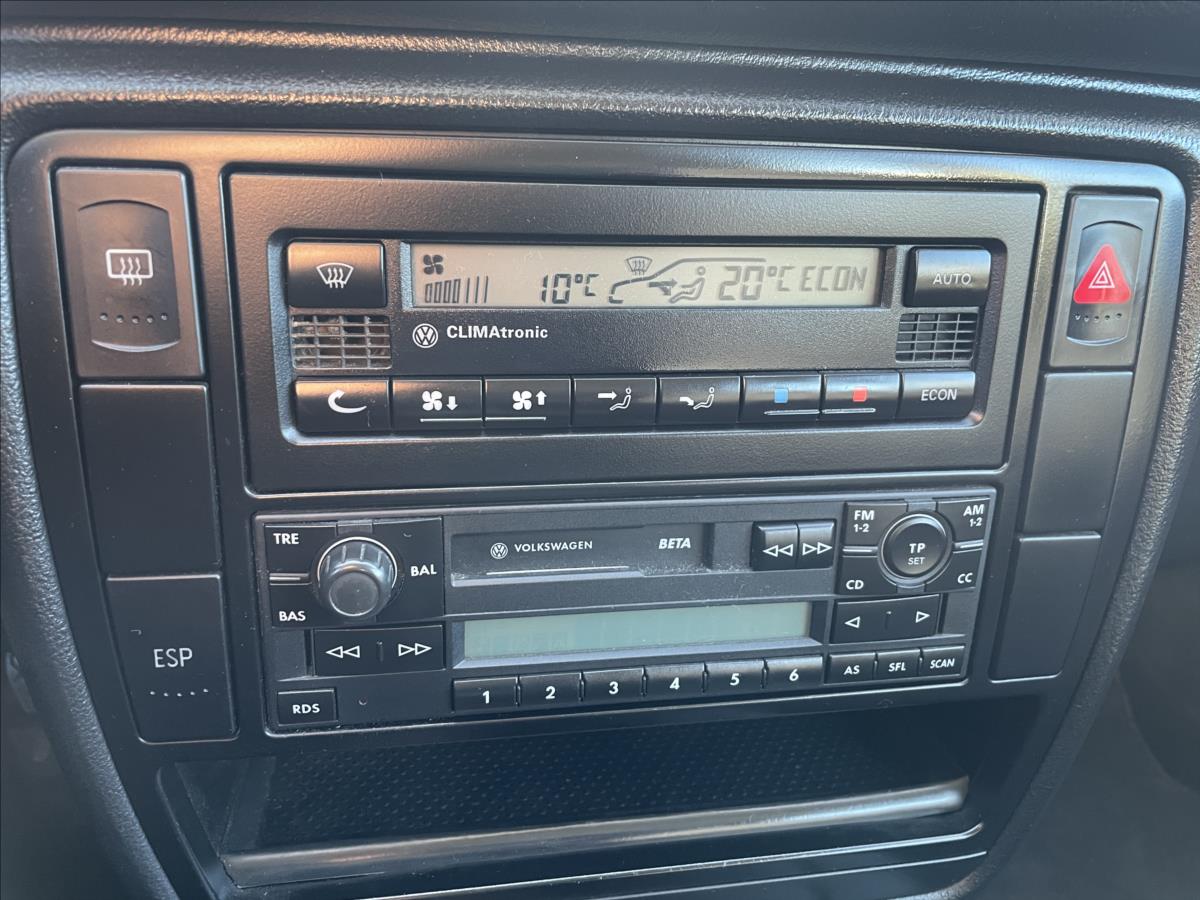 10°C 20°C ECON
AUTO
CLIMAtronic
ECON
FM
1-2
AM
1-2
TRE
VOLKSWAGEN
BETA
TP
SET
BAL
CD
CC
BAS
ESP
1 2 3 4 5 6
AS SFL SCAN
RDS